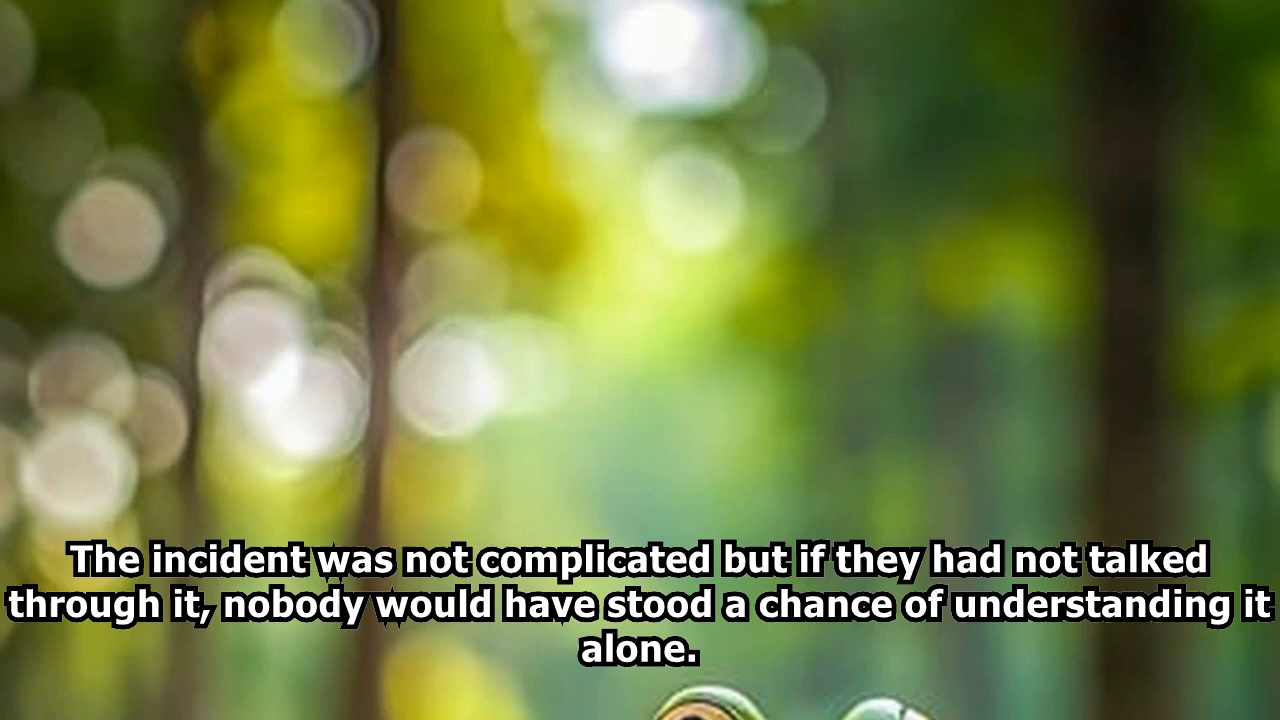 The incident was not complicated but if they had not talked
through it, nobody would have stood a chance of understanding it
alone.